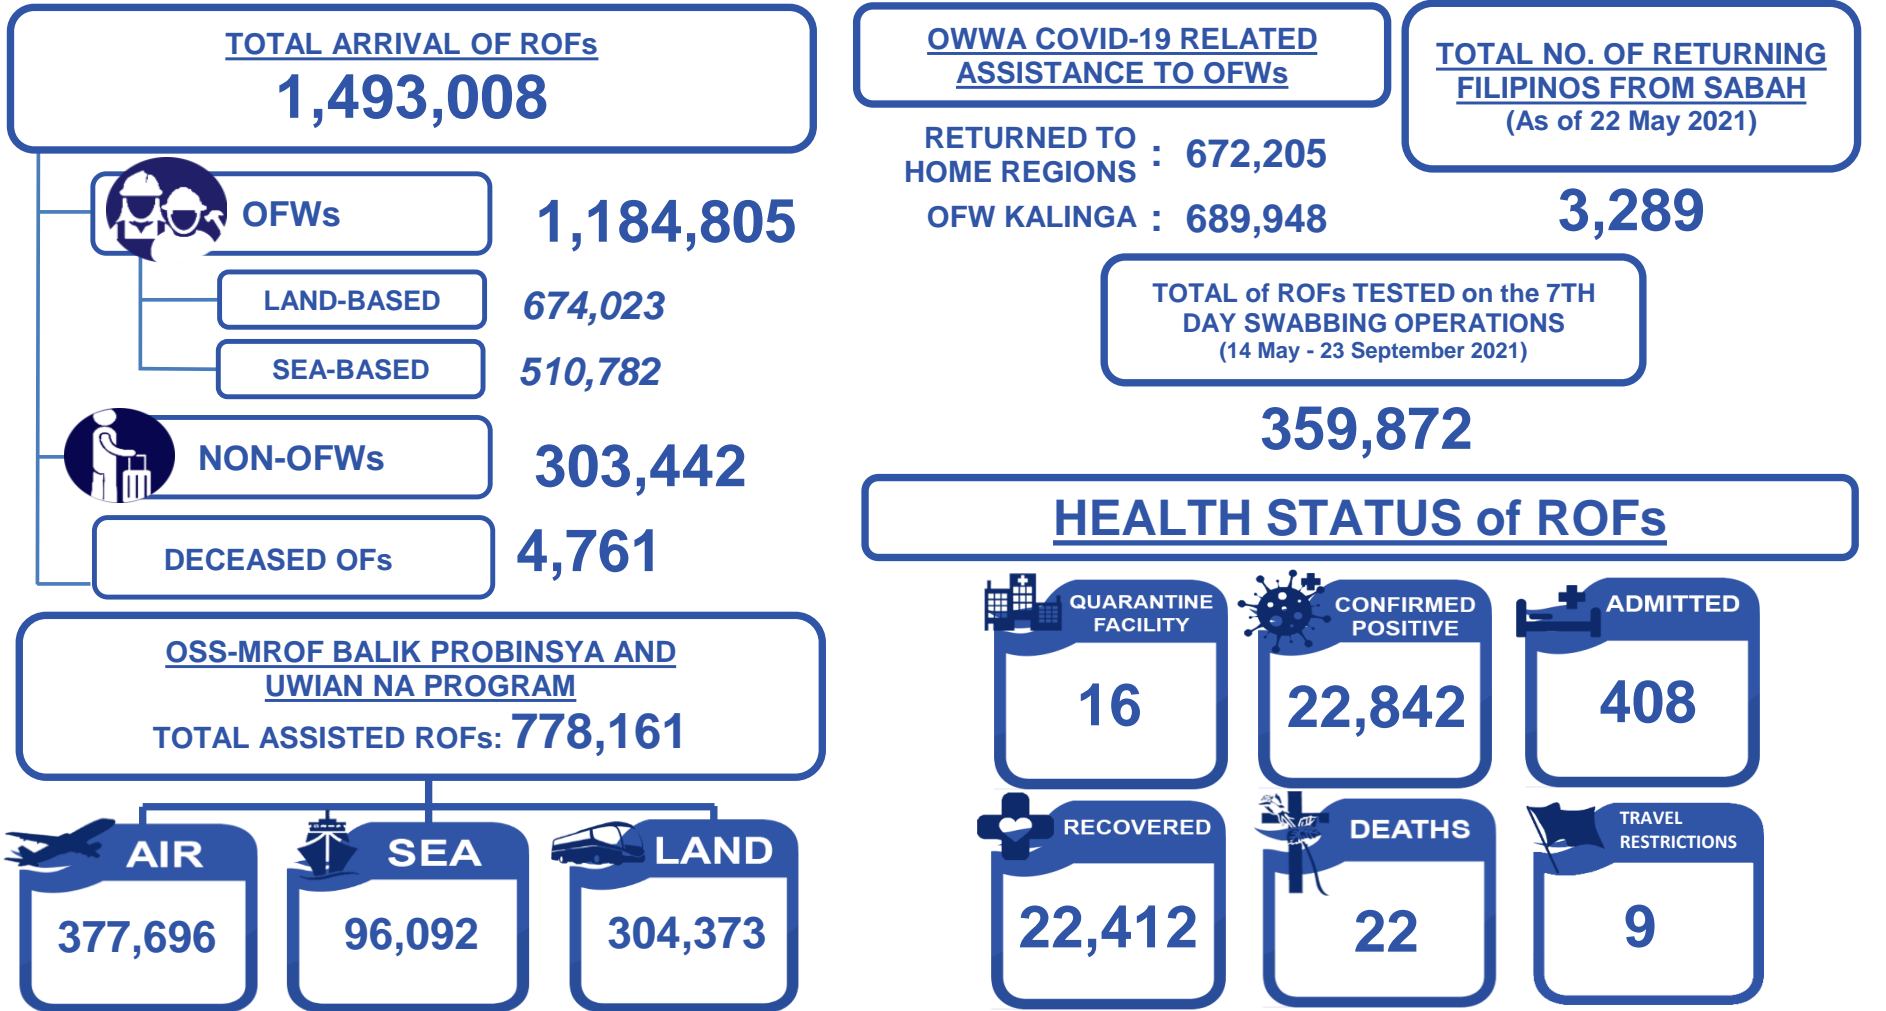 TOTAL ARRIVAL OF ROFs
1,493,008
OFWs
1,184,805
LAND-BASED
674,023
SEA-BASED
510,782
NON-OFWs
303,442
DECEASED OFs
4,761
OSS-MROF BALIK PROBINSYA AND
UWIAN NA PROGRAM
TOTAL ASSISTED ROFs: 778,161
AIR
377,696
SEA
96,092
LAND
304,373
OWWA COVID-19 RELATED
ASSISTANCE TO OFWs
RETURNED TO
HOME REGIONS : 672,205
OFW KALINGA : 689,948
TOTAL NO. OF RETURNING
FILIPINOS FROM SABAH
(As of 22 May 2021)
3,289
TOTAL of ROFs TESTED on the 7TH
DAY SWABBING OPERATIONS
(14 May - 23 September 2021)
359,872
HEALTH STATUS of ROFs
QUARANTINE
FACILITY
16
CONFIRMED
POSITIVE
22,842
ADMITTED
408
RECOVERED
22,412
DEATHS
22
TRAVEL
RESTRICTIONS
9